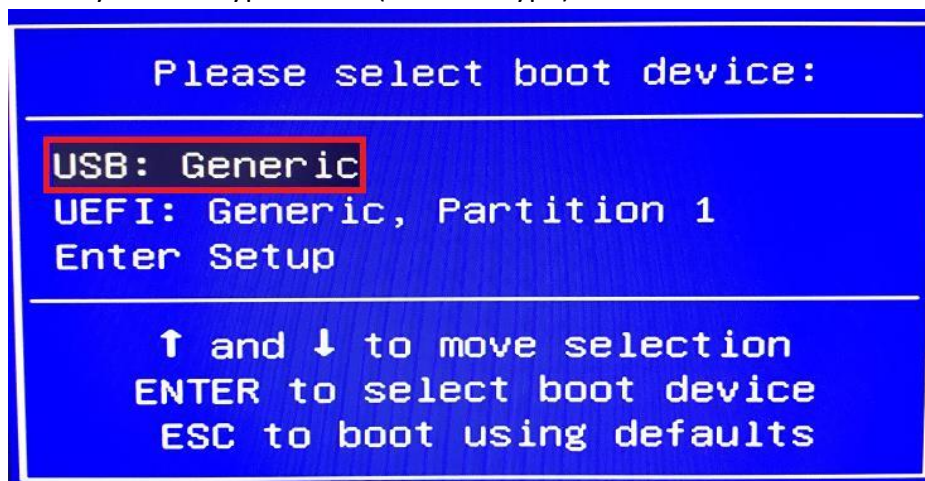 Please select boot device:
USB: Generic
UEFI: Generic, Partition 1
Enter Setup
↑ and ↓ to move selection
ENTER to select boot device
ESC to boot using defaults